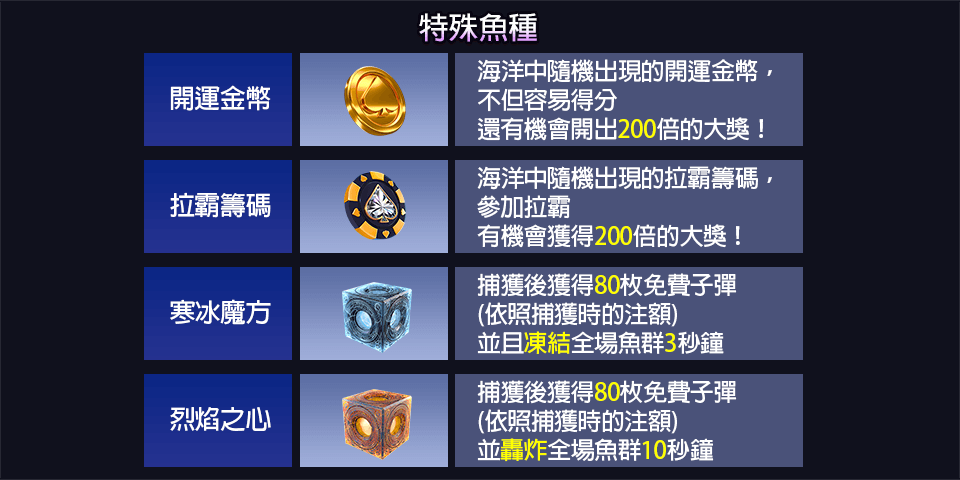 特殊魚種
開運金幣
海洋中隨機出現的開運金幣，
不但容易得分
還有機會開出200倍的大獎！
拉霸籌碼
海洋中隨機出現的拉霸籌碼，
參加拉霸
有機會獲得200倍的大獎！
寒冰魔方
捕獲後獲得80枚免費子彈
(依照捕獲時的注額)
並且凍結全場魚群3秒鐘
烈焰之心
捕獲後獲得80枚免費子彈
(依照捕獲時的注額)
並轟炸全場魚群10秒鐘